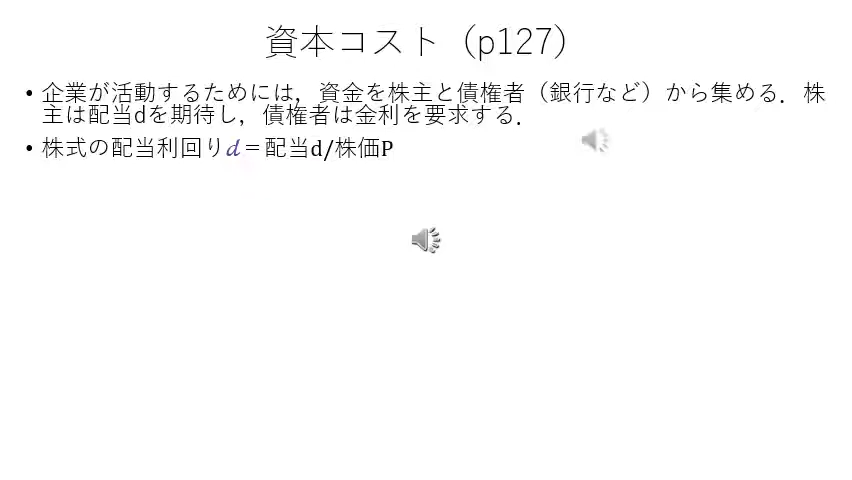 資本コスト（p127）
• 企業が活動するためには，資金を株主と債権者（銀行など）から集める．株
主は配当dを期待し，債権者は金利を要求する．
• 株式の配当利回り𝑑＝配当d/株価P